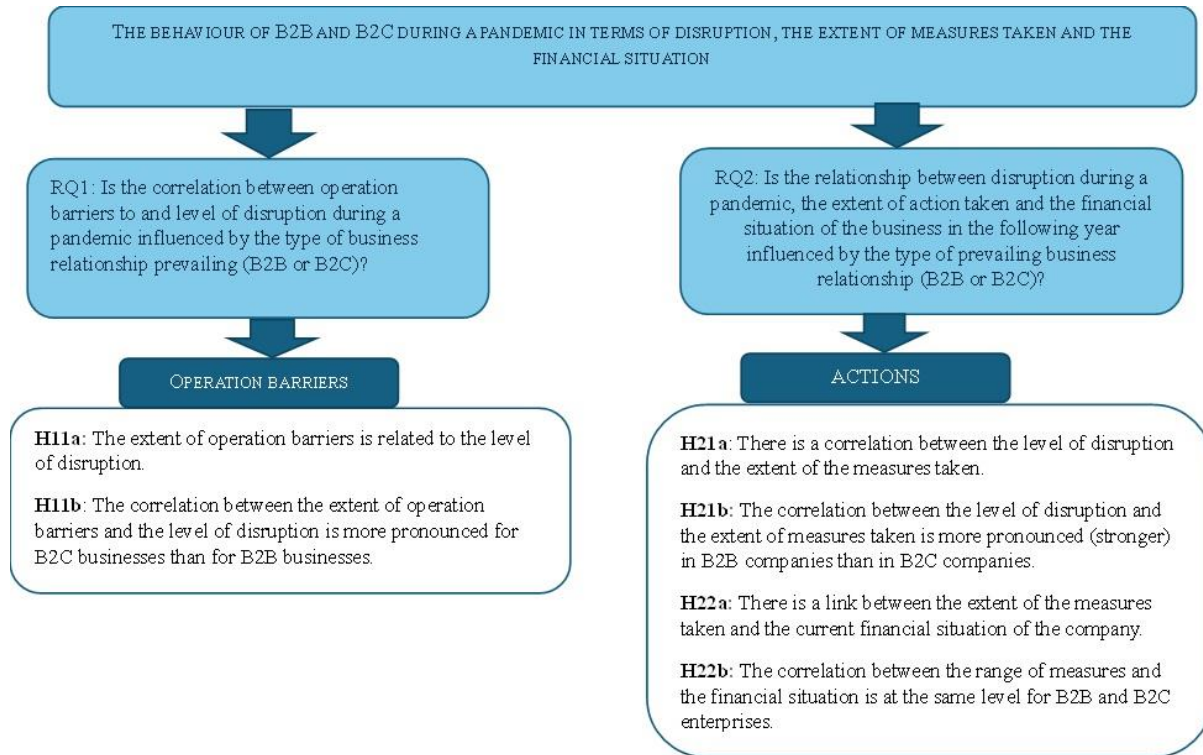 THE BEHAVIOUR OF B2B AND B2C DURING A PANDEMIC IN TERMS OF DISRUPTION, THE EXTENT OF MEASURES TAKEN AND THE
FINANCIAL SITUATION
RQ1: Is the correlation between operation
barriers to and level of disruption during a
pandemic influenced by the type of business
relationship prevailing (B2B or B2C)?
OPERATION BARRIERS
H11a: The extent of operation barriers is related to the level
of disruption.
H11b: The correlation between the extent of operation
barriers and the level of disruption is more pronounced for
B2C businesses than for B2B businesses.
RQ2: Is the relationship between disruption during a
pandemic, the extent of action taken and the financial
situation of the business in the following year
influenced by the type of prevailing business
relationship (B2B or B2C)?
ACTIONS
H21a: There is a correlation between the level of disruption
and the extent of the measures taken.
H21b: The correlation between the level of disruption and
the extent of measures taken is more pronounced (stronger)
in B2B companies than in B2C companies.
H22a: There is a link between the extent of the measures
taken and the current financial situation of the company.
H22b: The correlation between the range of measures and
the financial situation is at the same level for B2B and B2C
enterprises.